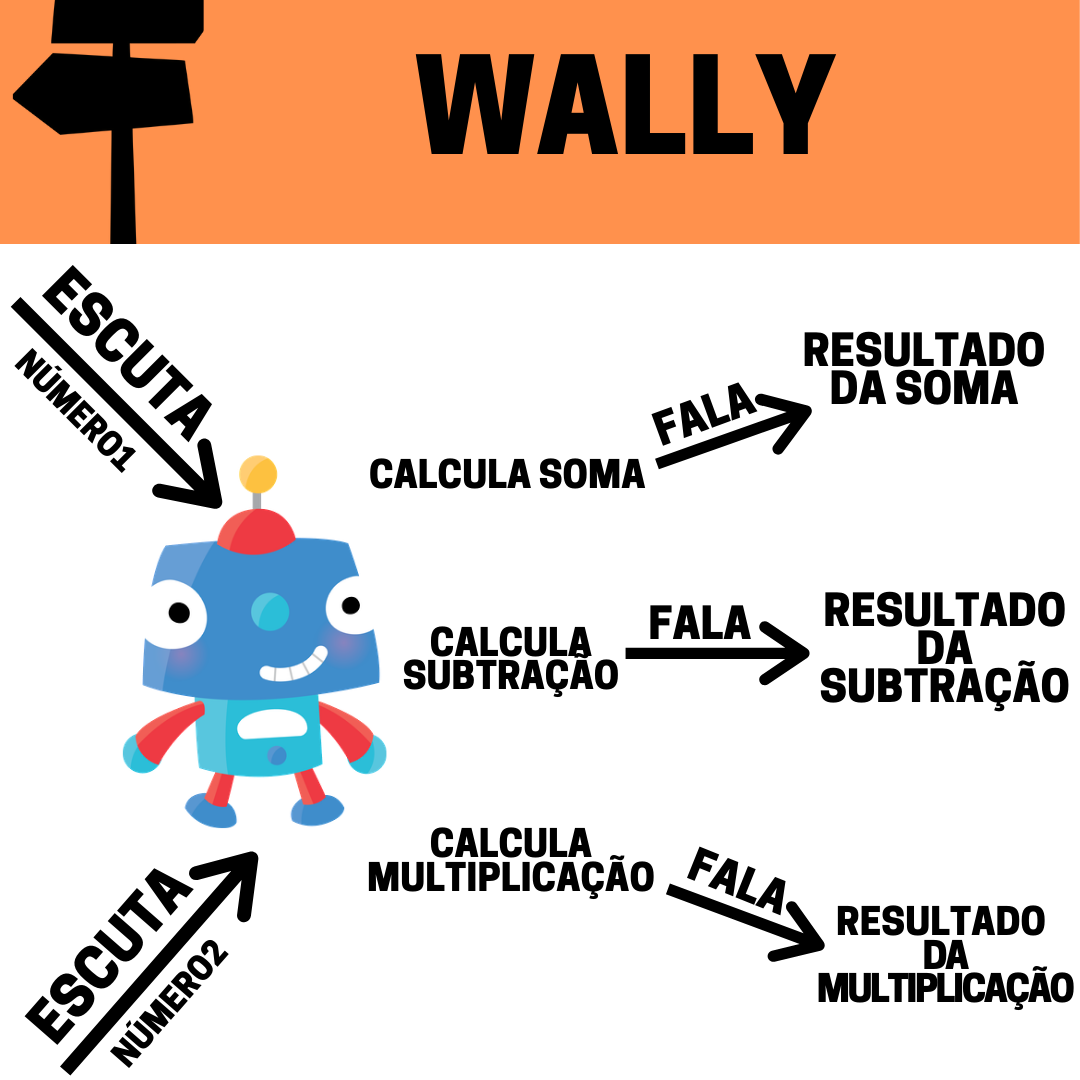 WALLY
ESCUTA
NÚMERO1
CALCULA SOMA
FALA
RESULTADO
DA SOMA
CALCULA
SUBTRAÇÃO
FALA
RESULTADO
DA
SUBTRAÇÃO
CALCULA
MULTIPLICAÇÃO
FALA
RESULTADO
DA
MULTIPLICAÇÃO
ESCUTA
NÚMERO2